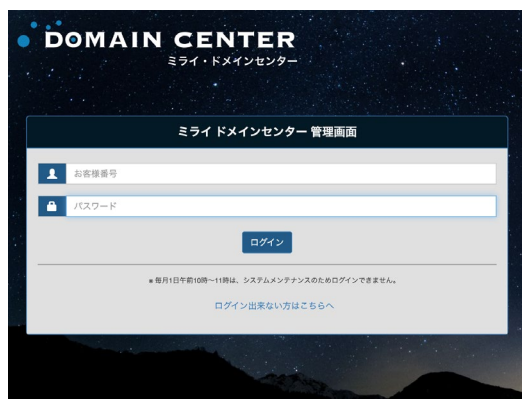 DOMAIN CENTER
ミライ・ドメインセンター
ミライ ドメインセンター 管理画面
お客様番号
パスワード
ログイン
※毎月1日午前10時〜11時は、システムメンテナンスのためログインできません。
ログイン出来ない方はこちらへ